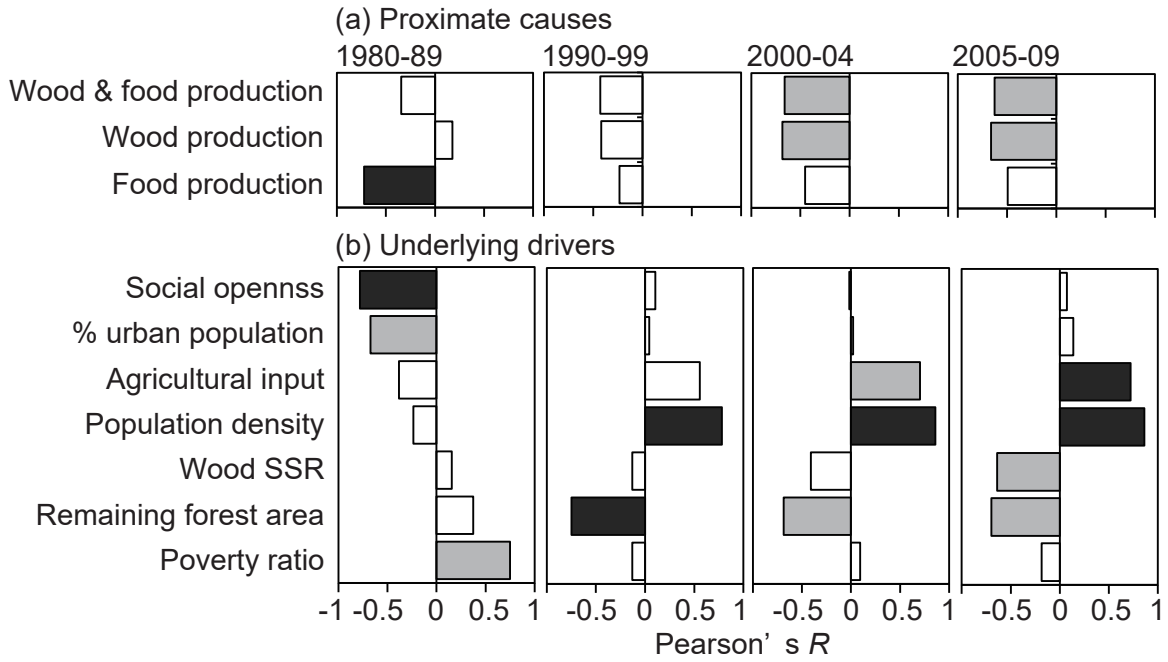 (a) Proximate causes
1980-89 1990-99 2000-04 2005-09
Wood & food production
Wood production
Food production
(b) Underlying drivers
Social opennss
% urban population
Agricultural input
Population density
Wood SSR
Remaining forest area
Poverty ratio
-1 -0.5 0 0.5 1 -0.5 0 0.5 1 -0.5 0 0.5 1 -0.5 0 0.5 1
Pearson' s R